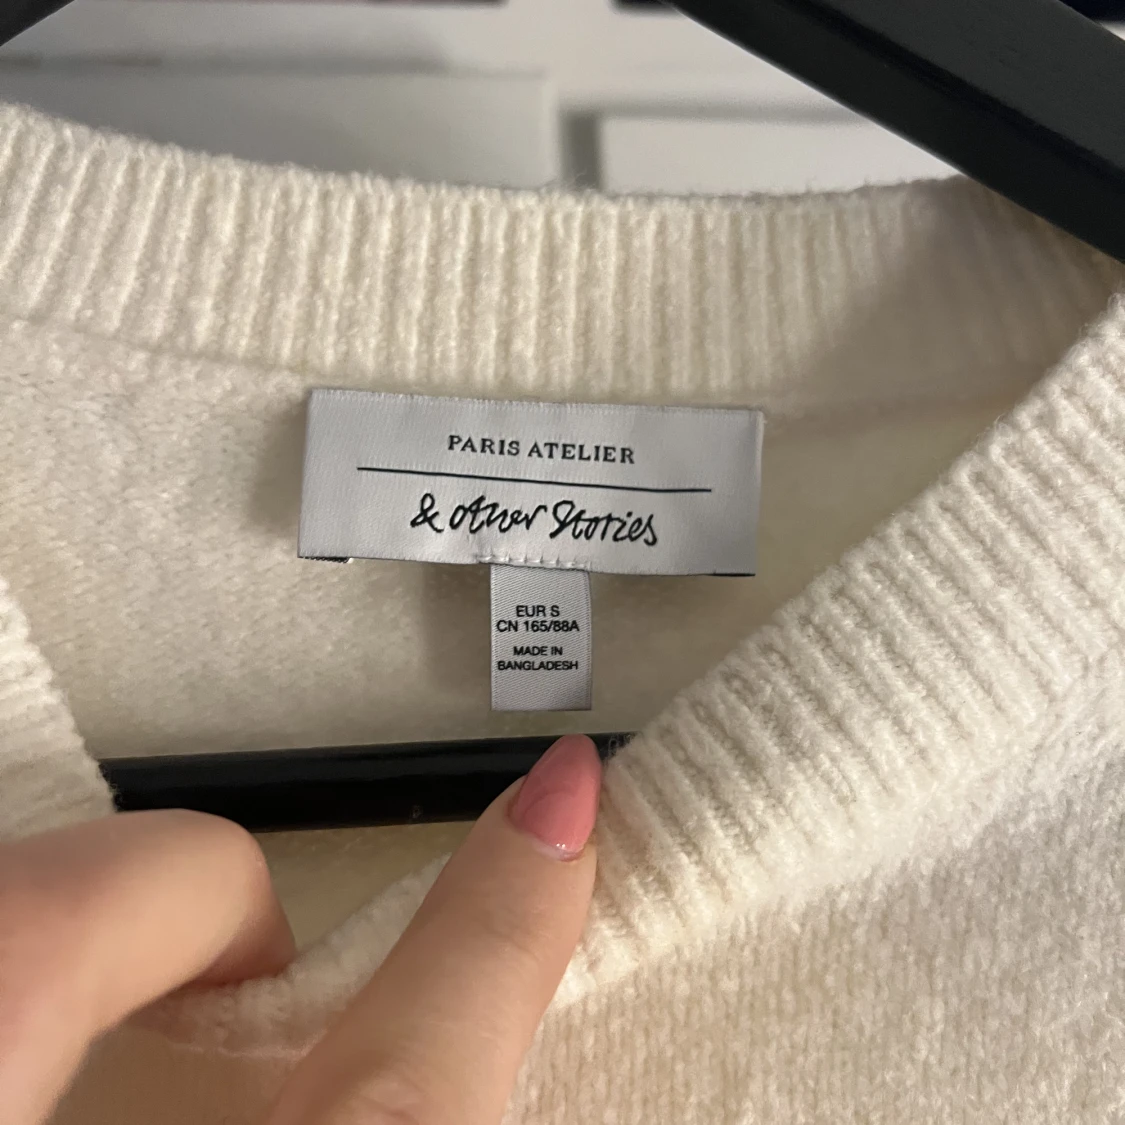 PARIS ATELIER
& other Stories
EUR S
CN 165/88A
MADE IN
BANGLADESH